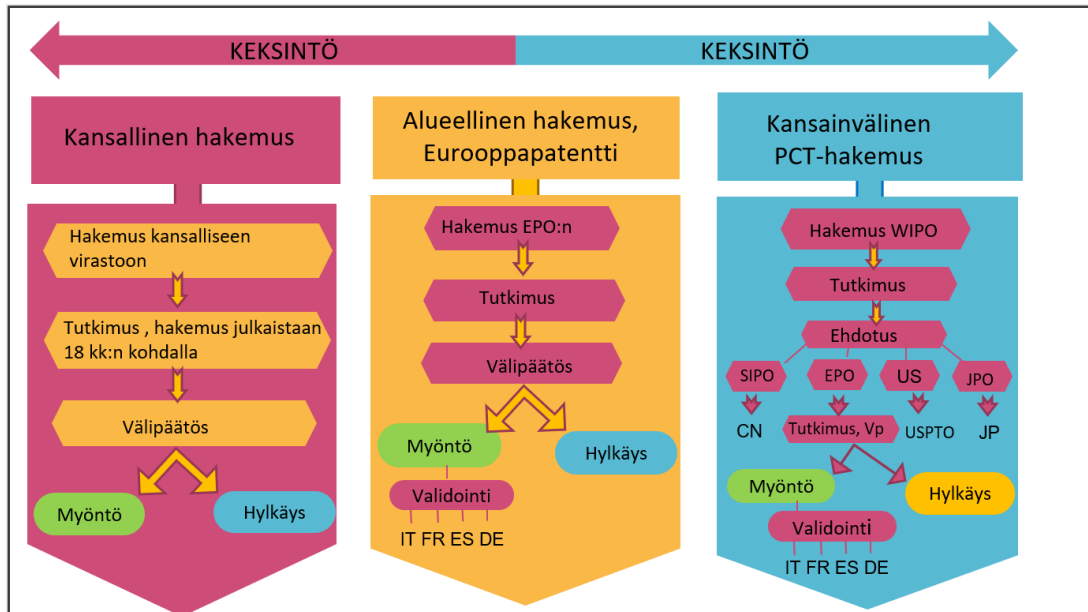 KEKSINTÖ
KEKSINTÖ
Kansallinen hakemus
Hakemus kansalliseen
virastoon
Tutkimus , hakemus julkaistaan
18 kk:n kohdalla
Välipäätös
Myöntö
Hylkäys
Alueellinen hakemus,
Eurooppapatentti
Hakemus EPO:n
Tutkimus
Välipäätös
Myöntö
Hylkäys
Validointi
IT FR ES DE
Kansainvälinen
PCT-hakemus
Hakemus WIPO
Tutkimus
Ehdotus
SIPO
EPO
US
JPO
CN
Tutkimus, Vp
USPTO
JP
Myöntö
Hylkäys
Validointi
IT FR ES DE